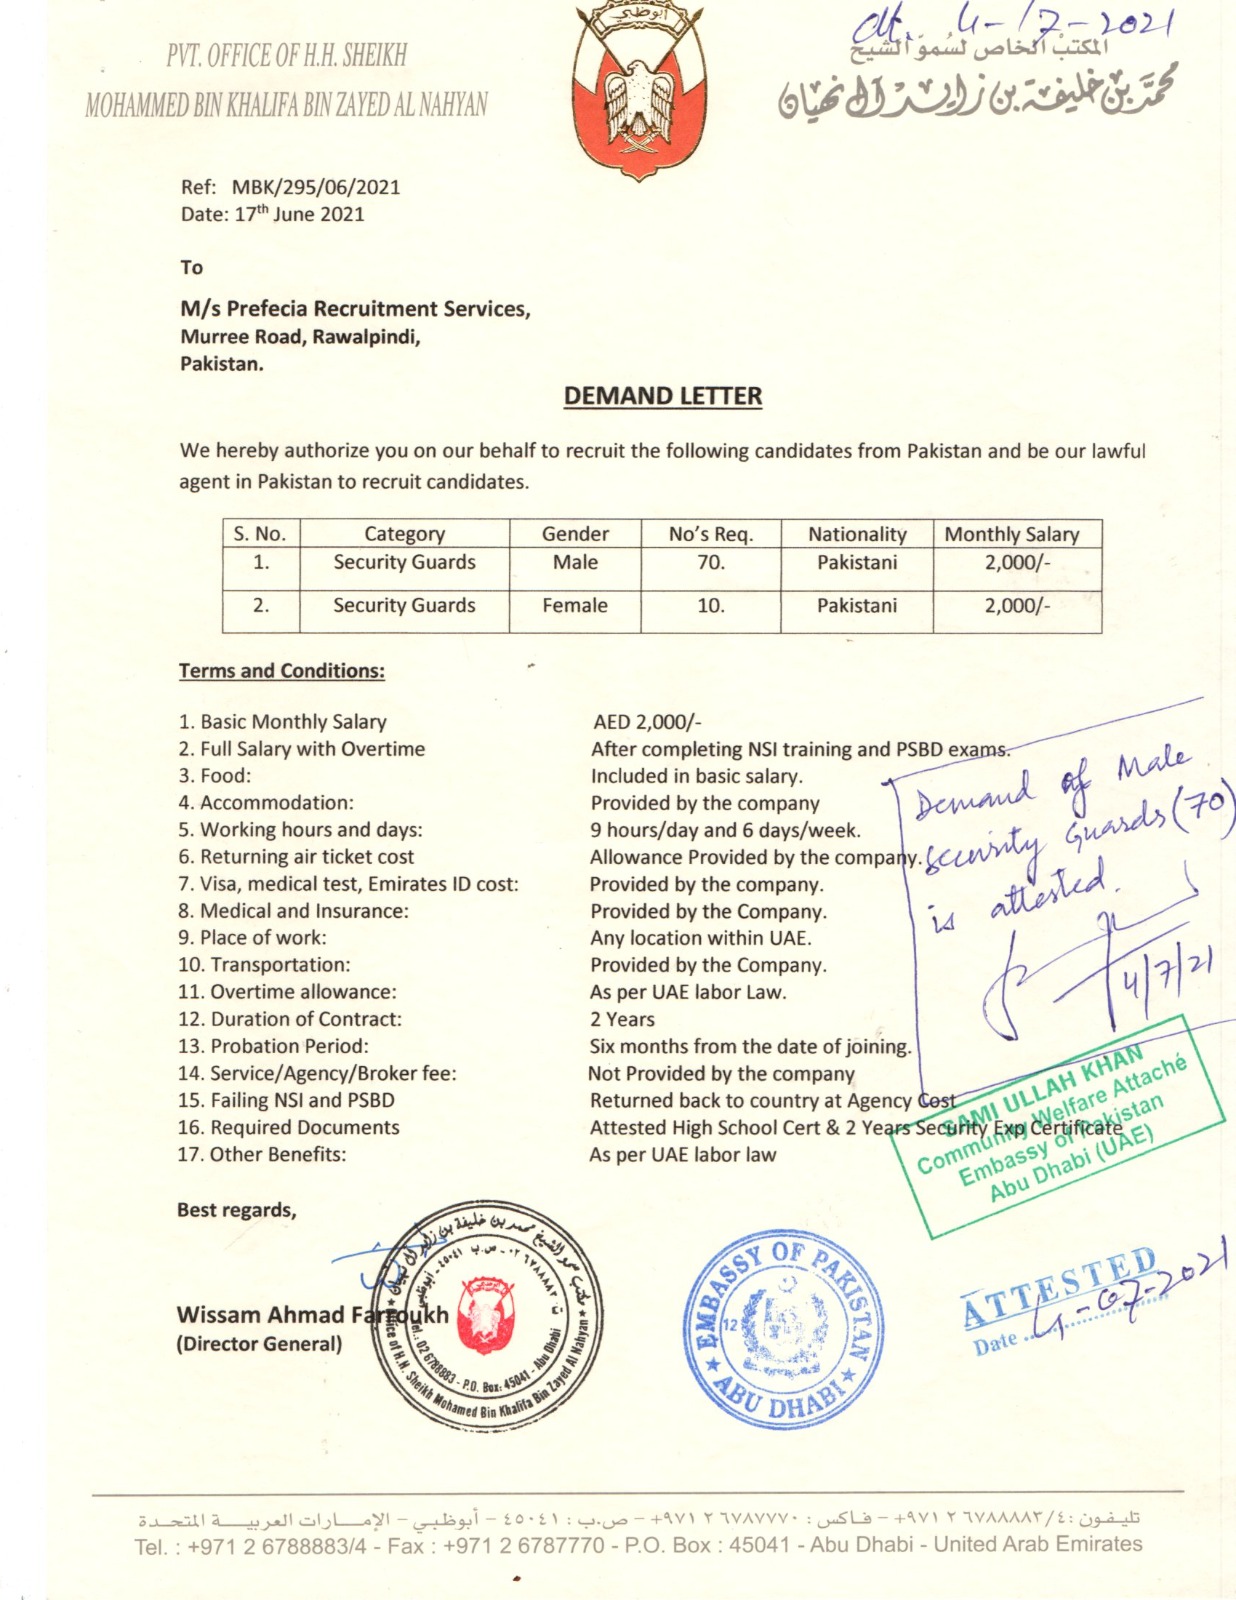 dt. 4-/7-2021
PVT. OFFICE OF H.H. SHEIKH
MOHAMMED BIN KHALIFA BIN ZAYED AL NAHYAN
أبوظبي
المكتب الخاص لسُمو الشيخ
محمد بن خليفة بن زايد آل نهيان
Ref: MBK/295/06/2021
Date: 17th June 2021
To
M/s Prefecia Recruitment Services,
Murree Road, Rawalpindi,
Pakistan.
DEMAND LETTER
We hereby authorize you on our behalf to recruit the following candidates from Pakistan and be our lawful
agent in Pakistan to recruit candidates.
S. No. Category Gender No's Req. Nationality Monthly Salary
1. Security Guards Male 70. Pakistani 2,000/-
2. Security Guards Female 10. Pakistani 2,000/-
Terms and Conditions:
1. Basic Monthly Salary AED 2,000/-
2. Full Salary with Overtime After completing NSI training and PSBD exams.
3. Food: Included in basic salary.
4. Accommodation: Provided by the company
5. Working hours and days: 9 hours/day and 6 days/week.
6. Returning air ticket cost Allowance Provided by the company.
7. Visa, medical test, Emirates ID cost: Provided by the company.
8. Medical and Insurance: Provided by the Company.
9. Place of work: Any location within UAE.
10. Transportation: Provided by the Company.
11. Overtime allowance: As per UAE labor Law.
12. Duration of Contract: 2 Years
13. Probation Period: Six months from the date of joining.
14. Service/Agency/Broker fee: Not Provided by the company
15. Failing NSI and PSBD Returned back to country at Agency Cost
16. Required Documents Attested High School Cert & 2 Years Security Exp Certificate
17. Other Benefits: As per UAE labor law
Demand of Male
Security Guards (70)
is attested.
4/7/21
SAMI ULLAH KHAN
Community Welfare Attaché
Embassy of Pakistan
Abu Dhabi (UAE)
Best regards,
Wissam Ahmad Farroukh
(Director General)
مكتب سمو الشيخ محمد بن خليفة بن زايد آل نهيان
ت ٠٢ ٦٧٨٨٨٨٣ - ص.ب ٤٥٠٤١ - أبوظبي
Tel.: 02 6788883 - P.O. Box: 45041 - Abu Dhabi
Office of H.H. Sheikh Mohamed Bin Khalifa Bin Zayed Al Nahyan
EMBASSY OF PAKISTAN
12
ABU DHABI
ATTESTED
Date 4-07-2021
تليفون : ٤/‏٦٧٨٨٨٨٣ ٢ ٩٧١+ – فاكس : ٦٧٨٧٧٧٠ ٢ ٩٧١+ – ص.ب : ٤٥٠٤١ – أبوظبي – الإمارات العربية المتحدة
Tel. : +971 2 6788883/4 - Fax : +971 2 6787770 - P.O. Box : 45041 - Abu Dhabi - United Arab Emirates